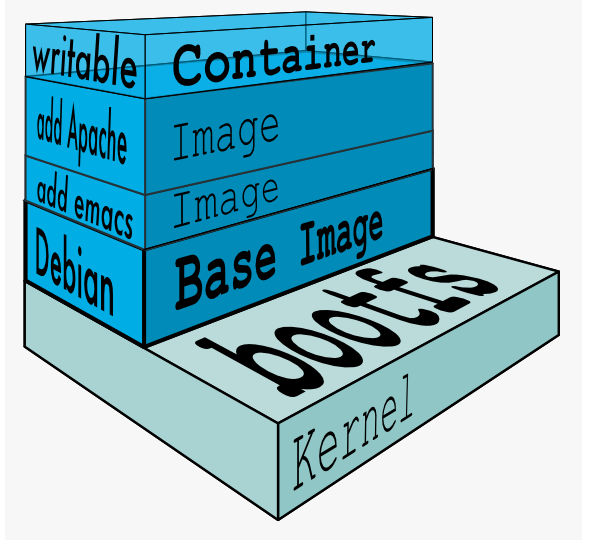 writable Container
add Apache Image
add emacs Image
Debian Base Image
bootfs
Kernel